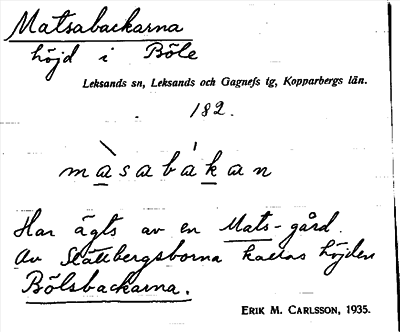 Matsabackarna
höjd i Böle
Leksands sn, Leksands och Gagnefs tg, Kopparbergs län.
182.
màsabákan
Har ägts av en Mats-gård.
Av Stättbergsborna kallas höjden
Bölsbackarna.
ERIK M. CARLSSON, 1935.